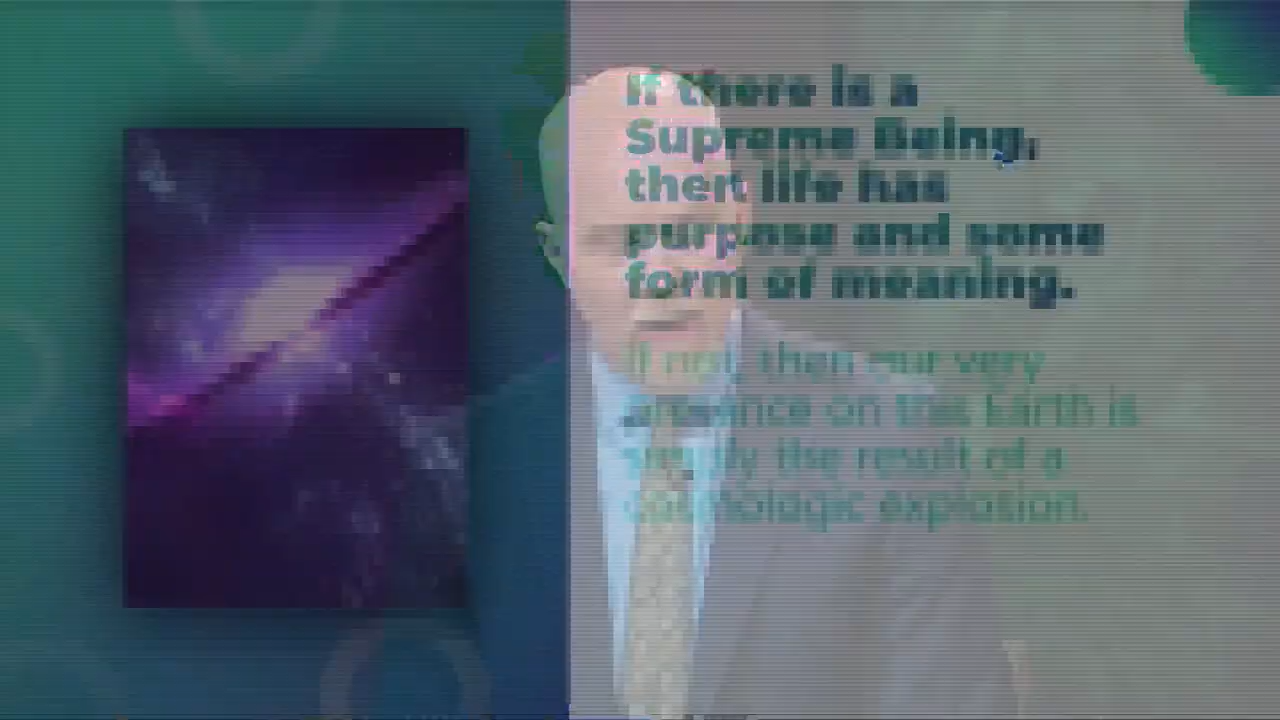 If there is a
Supreme Being,
then life has
purpose and some
form of meaning.
If not, then our very
presence on this Earth is
simply the result of a
cosmologic explosion.